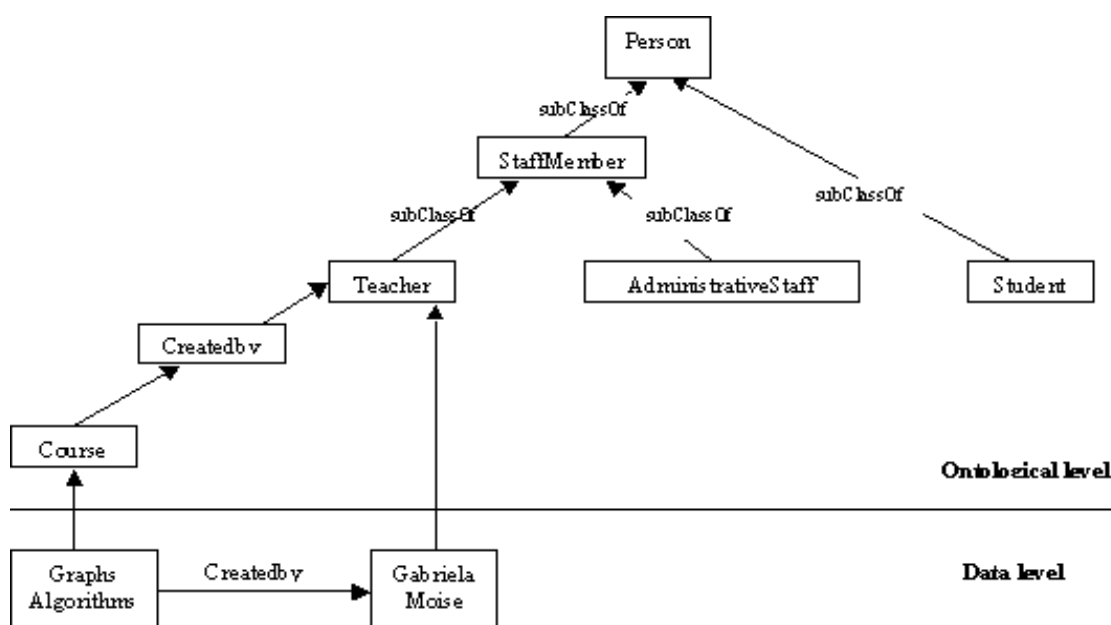 Person
subClassOf
StaffMember
subClassOf
subClassOf
subClassOf
Teacher
AdministrativeStaff
Student
Createdby
Course
Ontological level
Graphs
Algorithms
Createdby
Gabriela
Moise
Data level